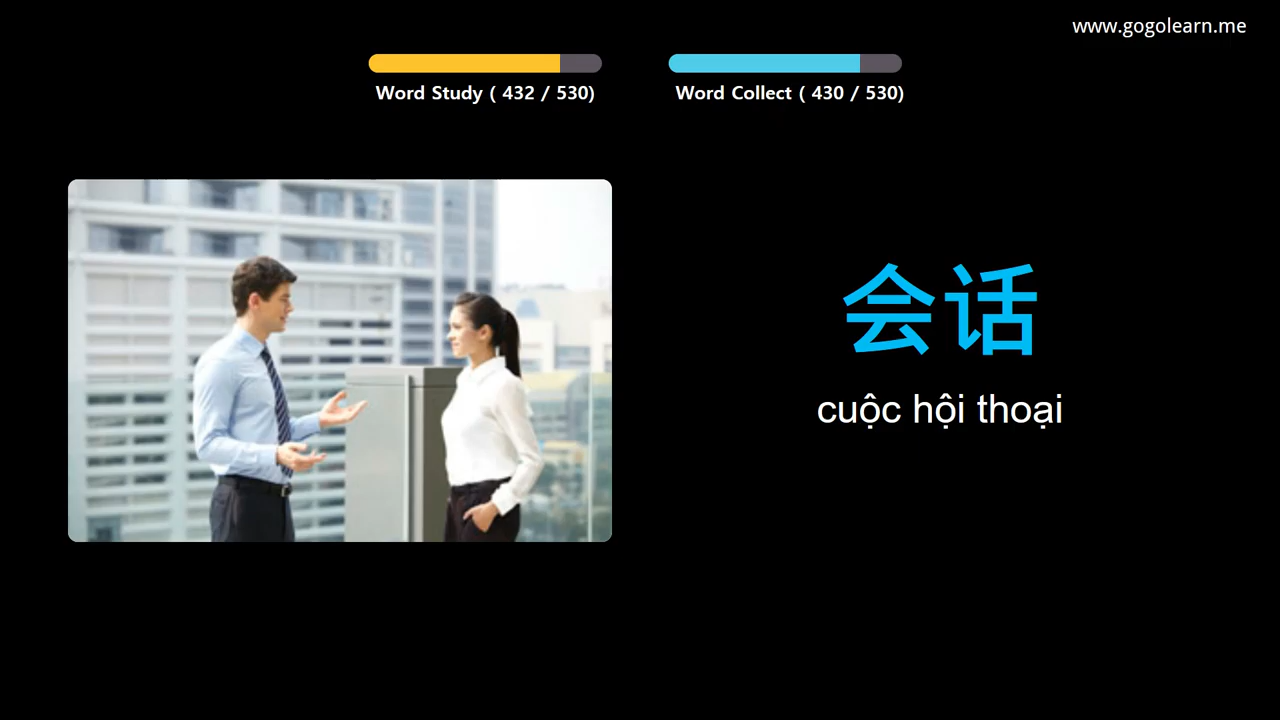 www.gogolearn.me
Word Study ( 432 / 530)
Word Collect ( 430 / 530)
会话
cuộc hội thoại